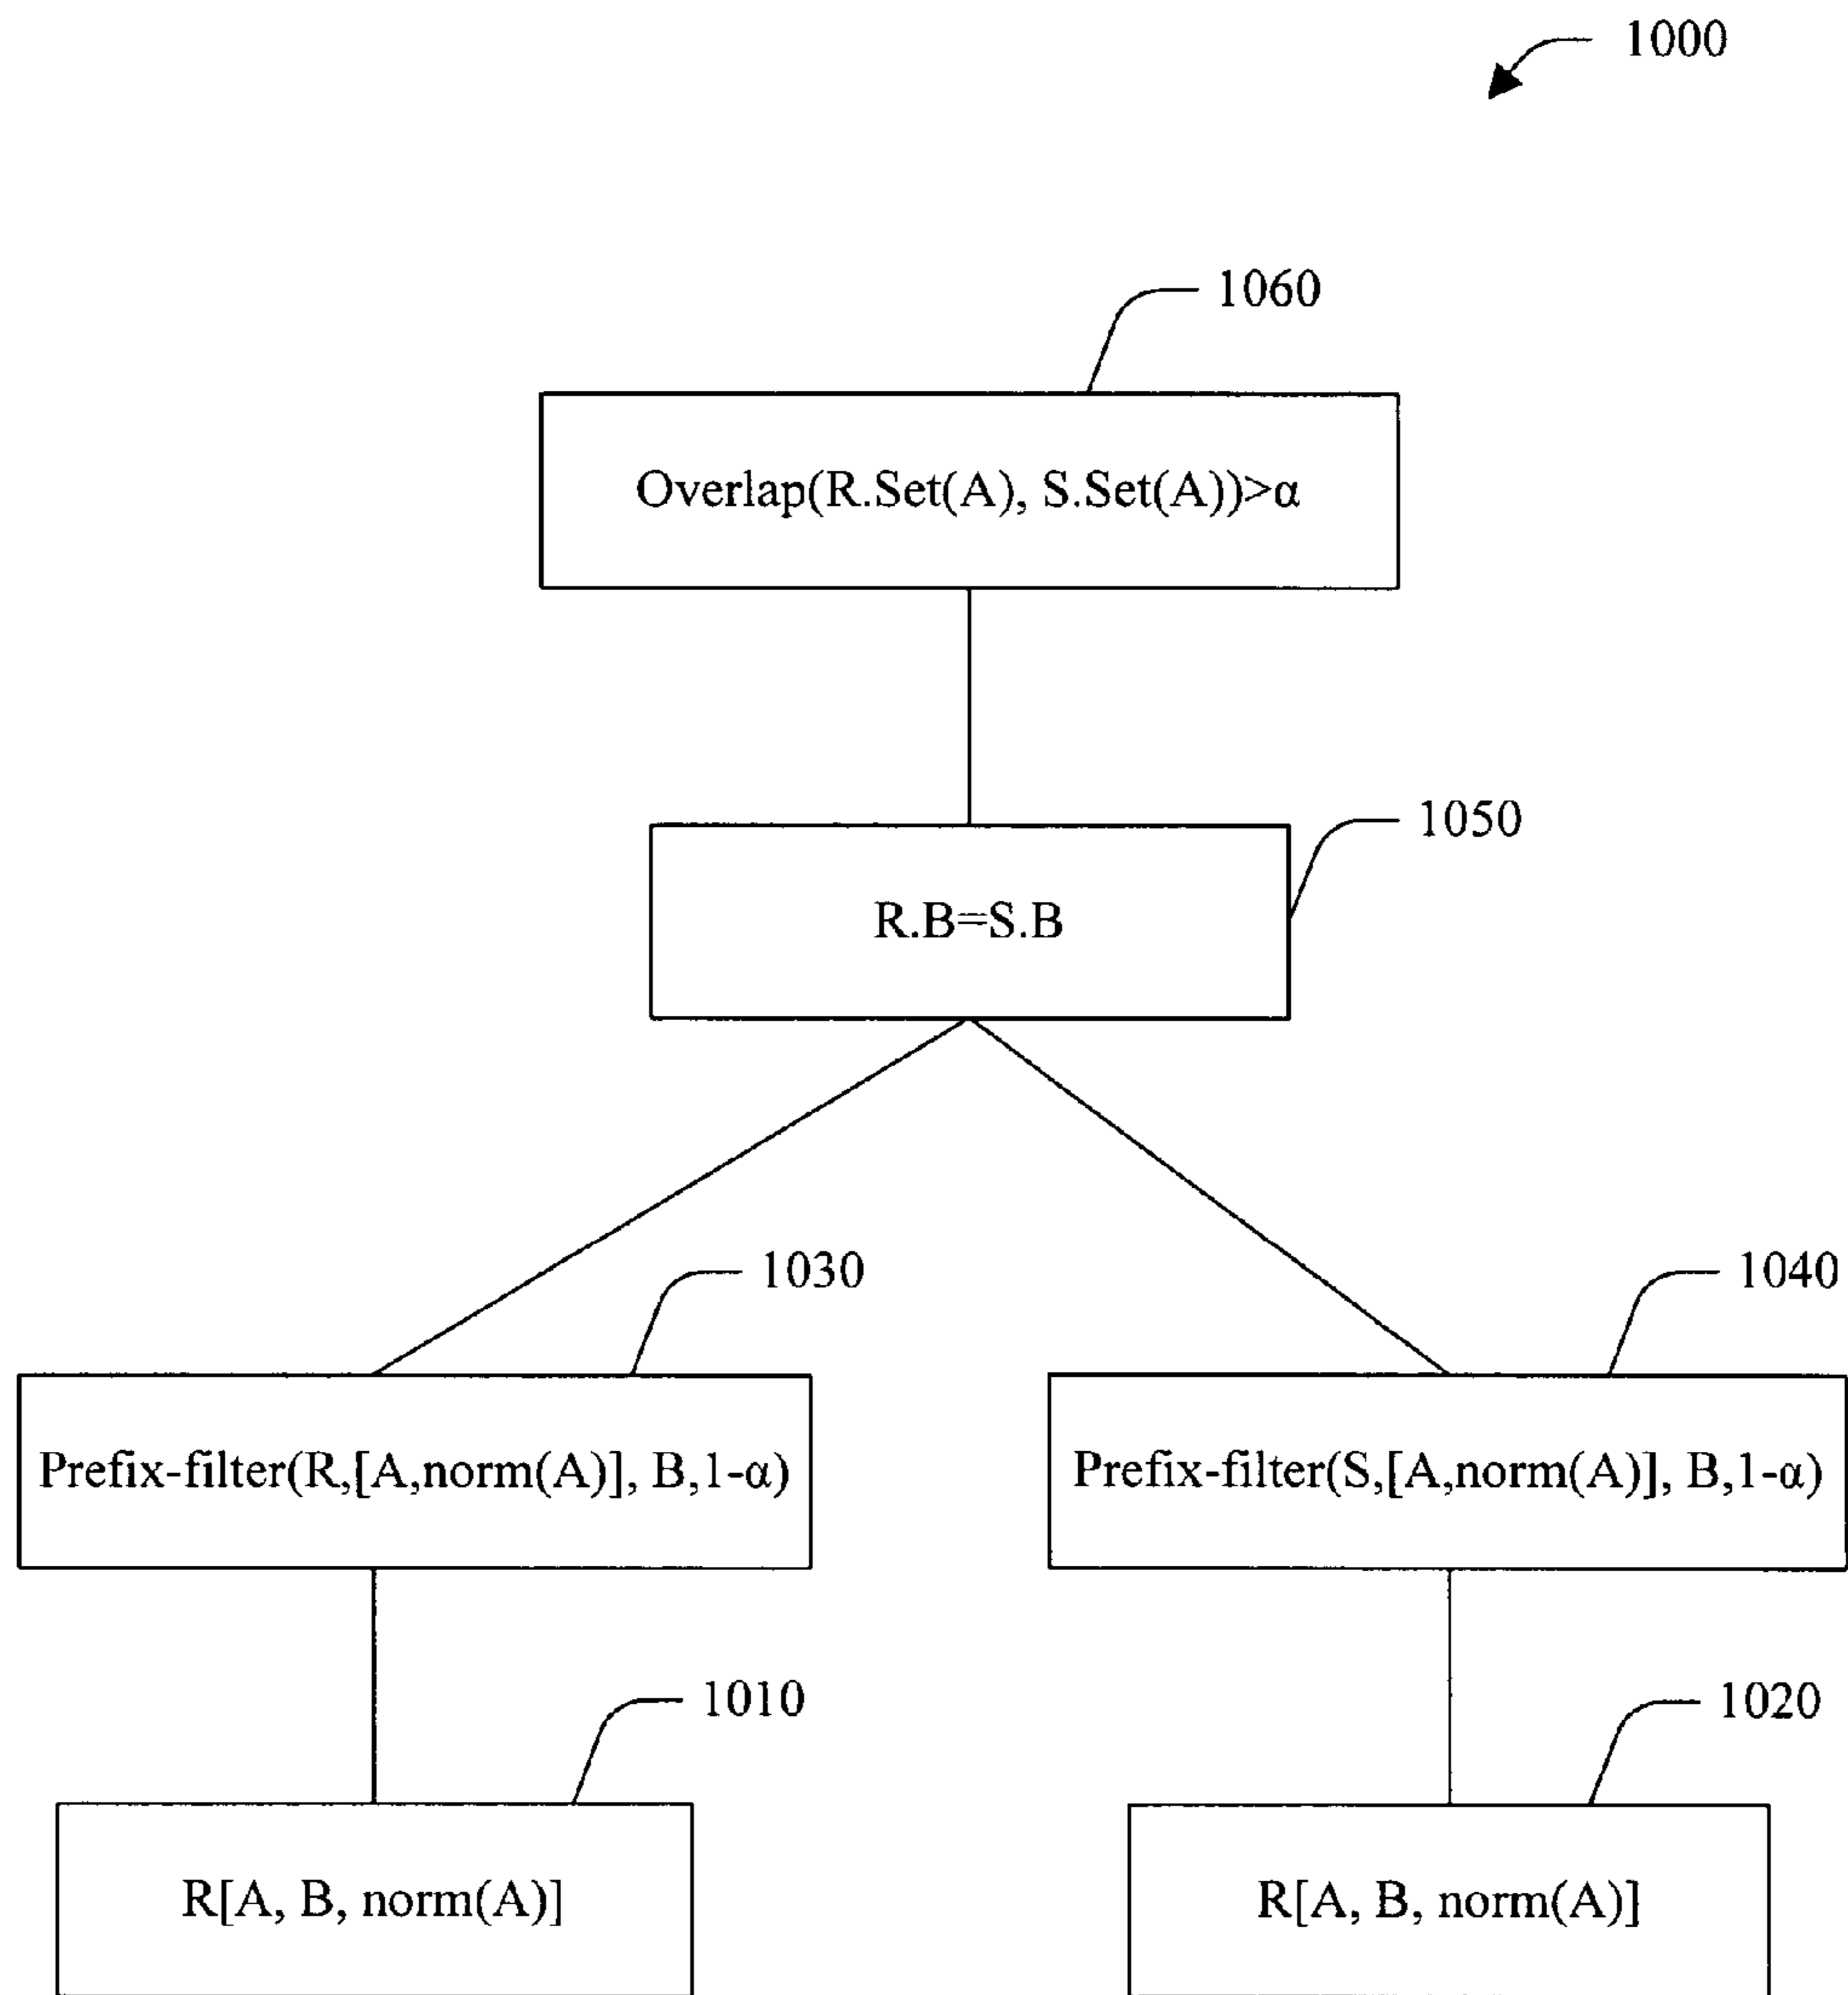 1000
1060
Overlap(R.Set(A), S.Set(A))>α
1050
R.B=S.B
1030
1040
Prefix-filter(R,[A,norm(A)], B,1-α)
Prefix-filter(S,[A,norm(A)], B,1-α)
1010
1020
R[A, B, norm(A)]
R[A, B, norm(A)]